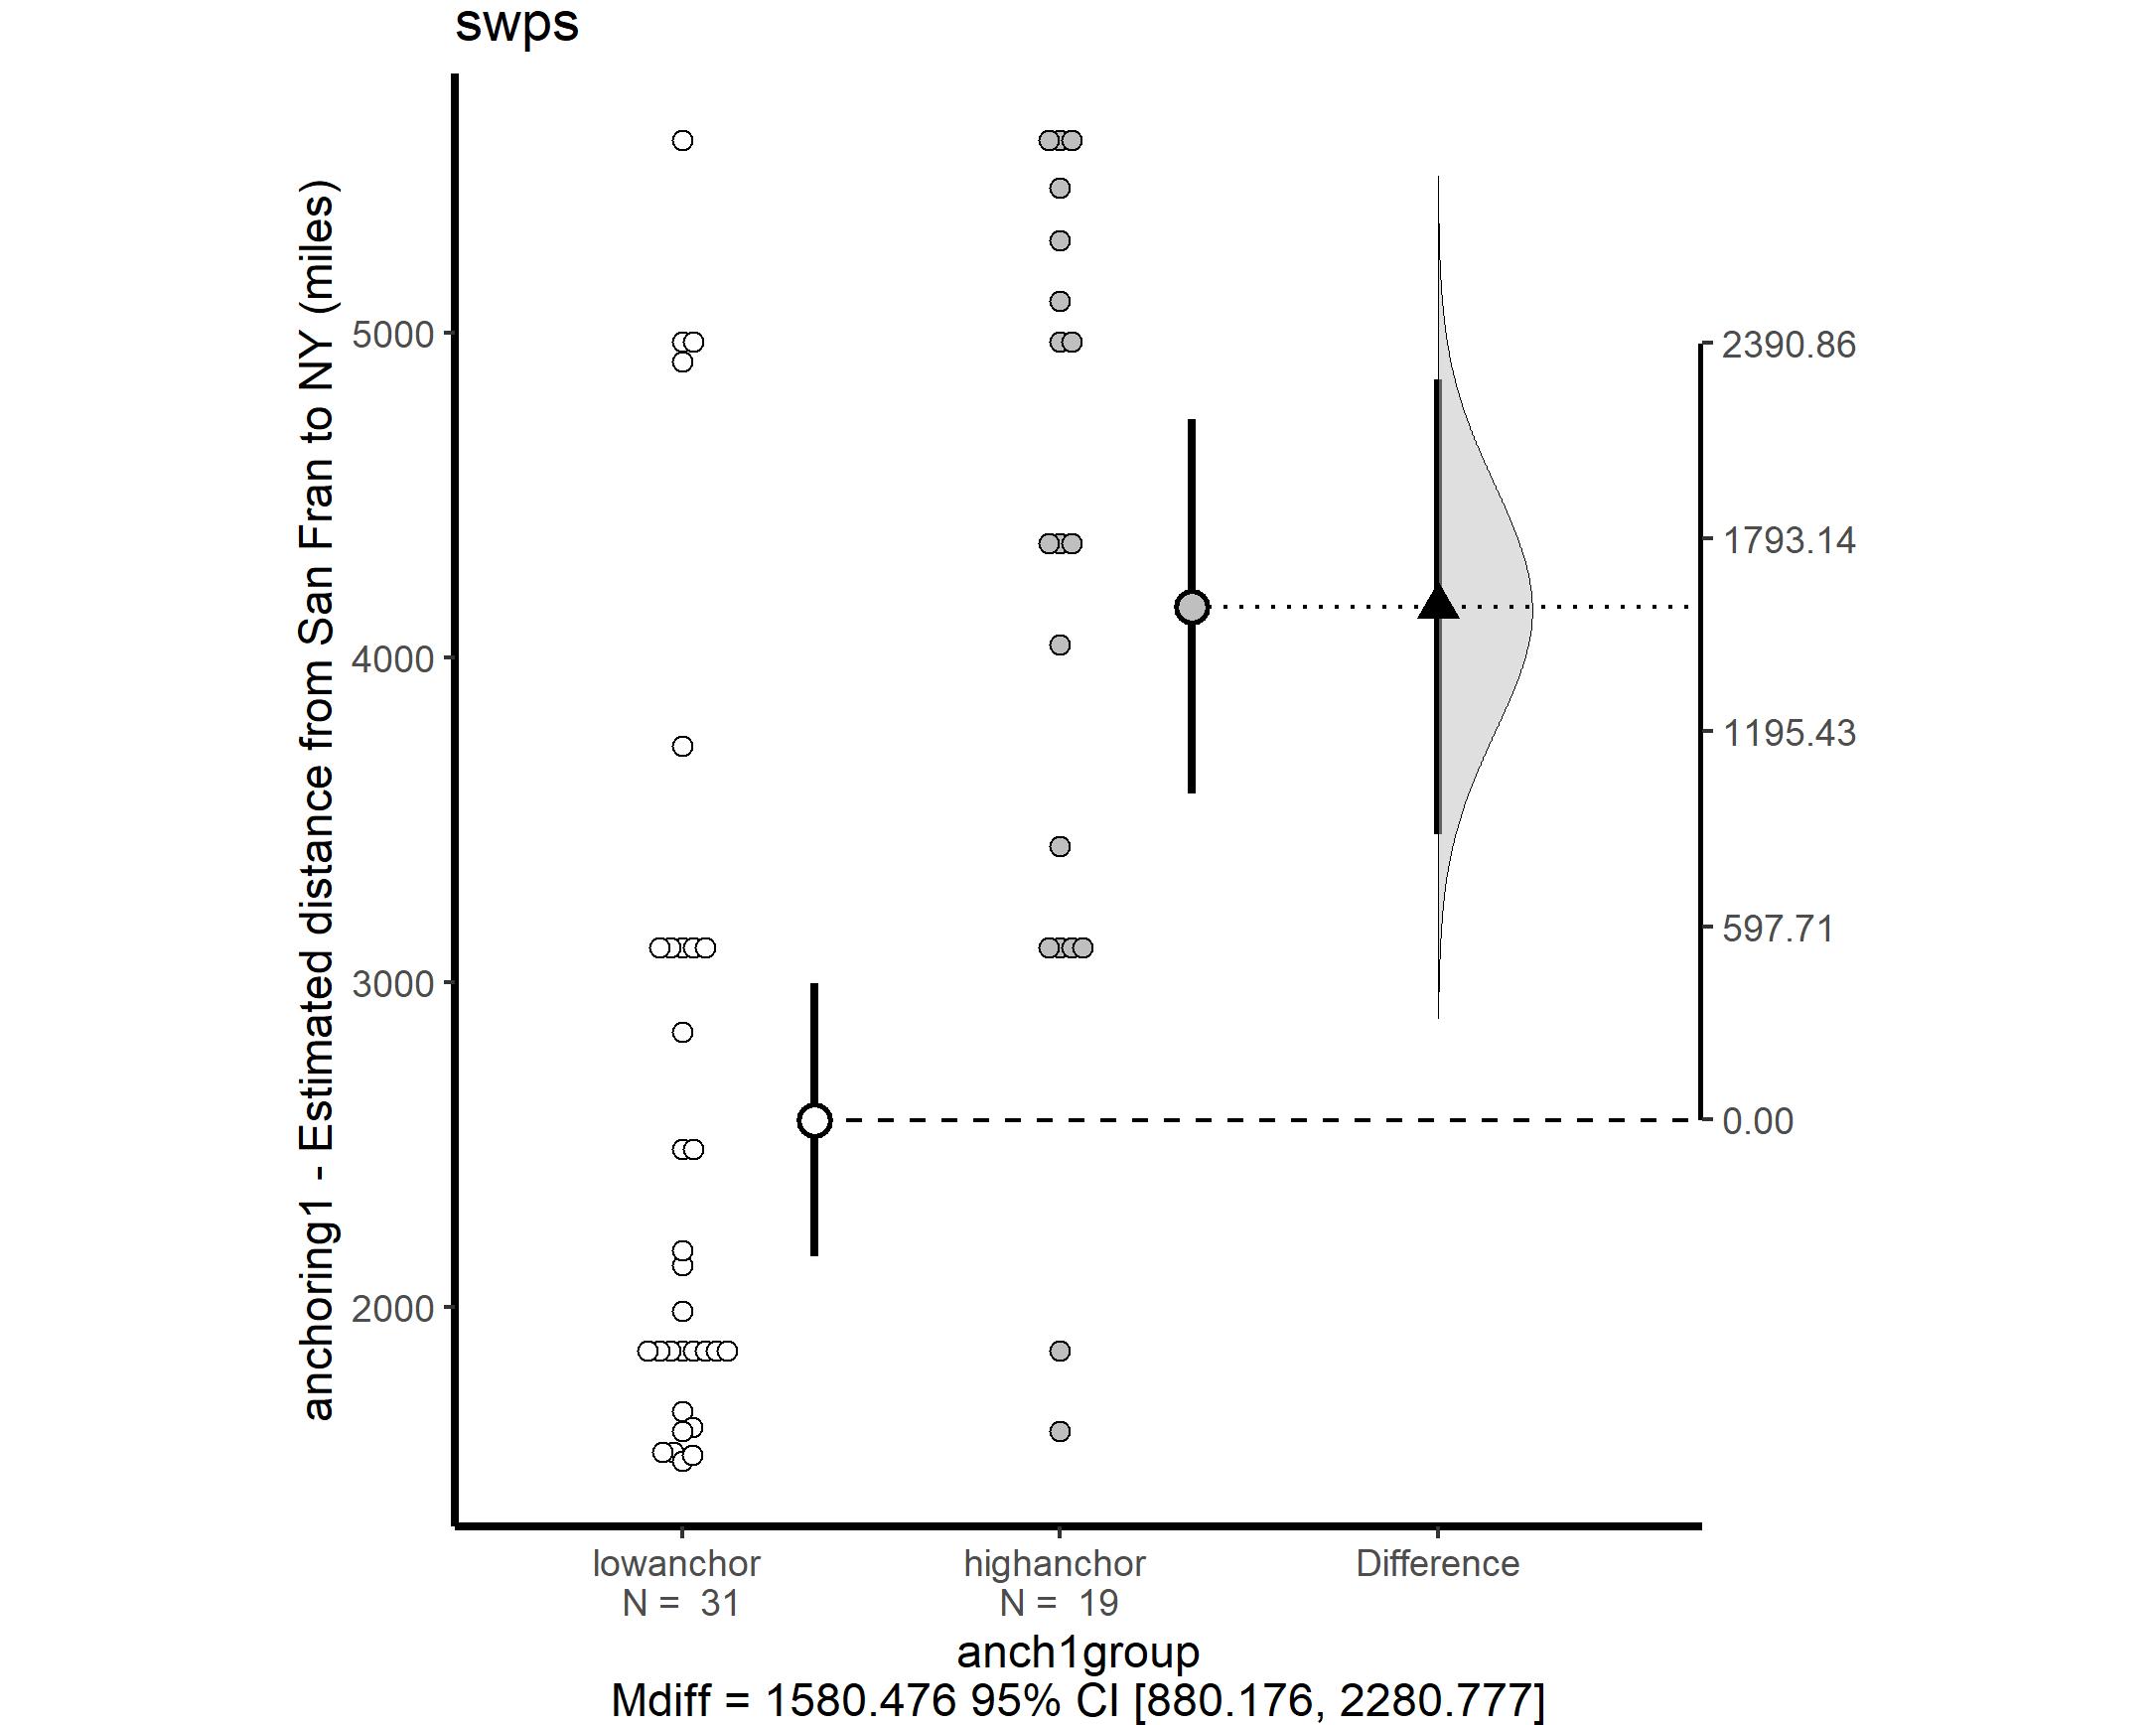 swps
anchoring1 - Estimated distance from San Fran to NY (miles)
5000
4000
3000
2000
2390.86
1793.14
1195.43
597.71
0.00
lowanchor
N =  31
highanchor
N =  19
Difference
anch1group
Mdiff = 1580.476 95% CI [880.176, 2280.777]